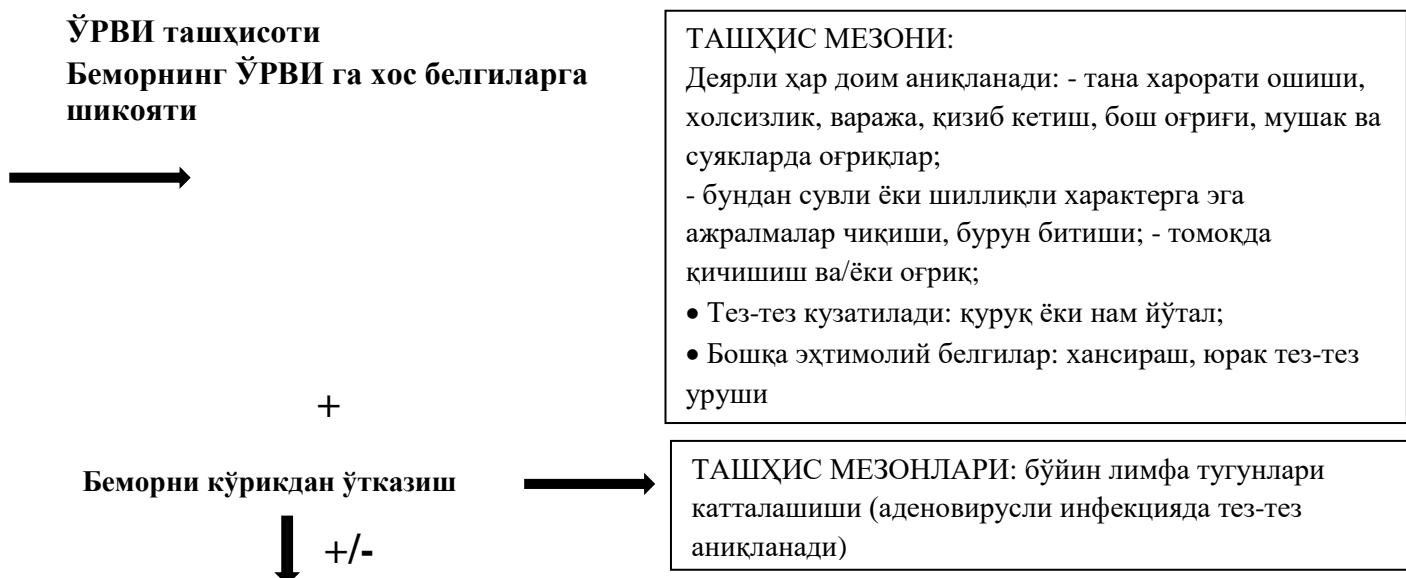 ЎРВИ ташҳисоти
Беморнинг ЎРВИ га хос белгиларга
шикояти
ТАШҲИС МЕЗОНИ:
Деярли ҳар доим аниқланади: - тана харорати ошиши,
холсизлик, ваража, қизиб кетиш, бош оғриғи, мушак ва
суякларда оғриқлар;
- бундан сувли ёки шиллиқли характерга эга
ажралмалар чиқиши, бурун битиши; - томоқда
қичишиш ва/ёки оғриқ;
• Тез-тез кузатилади: қуруқ ёки нам йўтал;
• Бошқа эҳтимолий белгилар: хансираш, юрак тез-тез
уруши
+
Беморни кўрикдан ўтказиш
ТАШҲИС МЕЗОНЛАРИ: бўйин лимфа тугунлари
катталашиши (аденовирусли инфекцияда тез-тез
аниқланади)
+/-